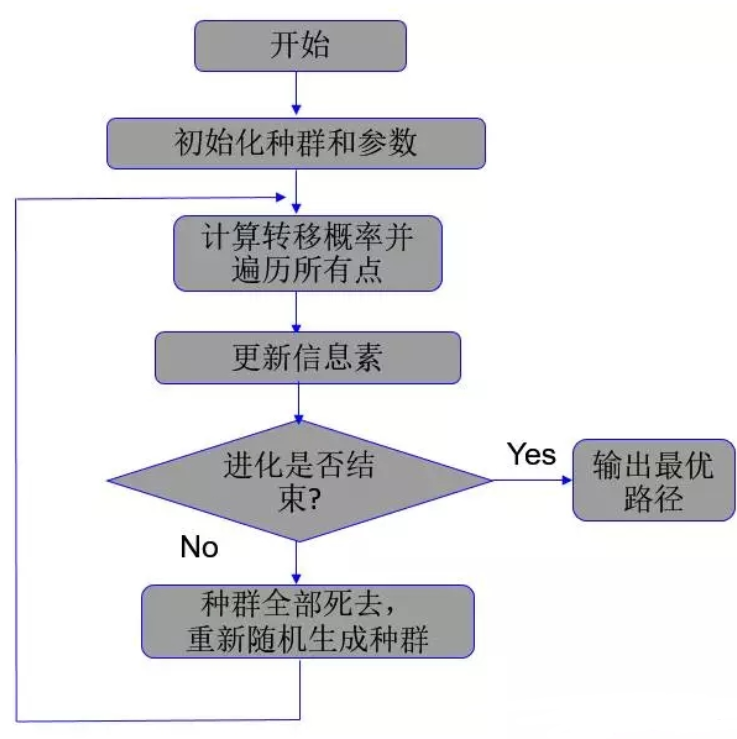 开始
初始化种群和参数
计算转移概率并
遍历所有点
更新信息素
进化是否结
束?
Yes
输出最优
路径
No
种群全部死去，
重新随机生成种群